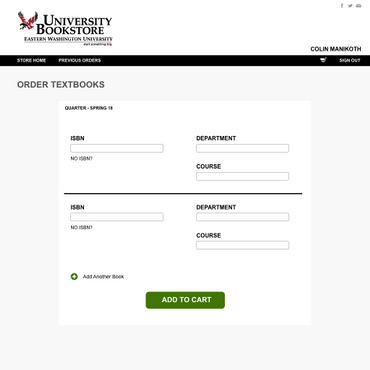 UNIVERSITY
BOOKSTORE
EASTERN WASHINGTON UNIVERSITY
start something big
COLIN MANIKOTH
STORE HOME PREVIOUS ORDERS SIGN OUT
ORDER TEXTBOOKS
QUARTER - SPRING 18
ISBN DEPARTMENT
NO ISBN?
COURSE
ISBN DEPARTMENT
NO ISBN?
COURSE
Add Another Book
ADD TO CART